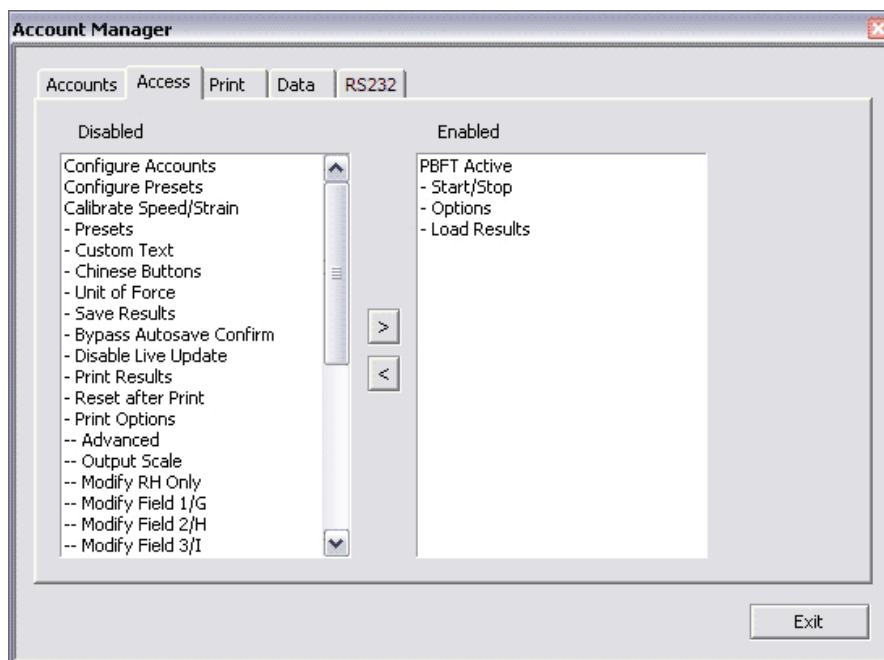 Account Manager
Accounts Access Print Data RS232
Disabled
Configure Accounts
Configure Presets
Calibrate Speed/Strain
- Presets
- Custom Text
- Chinese Buttons
- Unit of Force
- Save Results
- Bypass Autosave Confirm
- Disable Live Update
- Print Results
- Reset after Print
- Print Options
-- Advanced
-- Output Scale
-- Modify RH Only
-- Modify Field 1/G
-- Modify Field 2/H
-- Modify Field 3/I
>
<
Enabled
PBFT Active
- Start/Stop
- Options
- Load Results
Exit